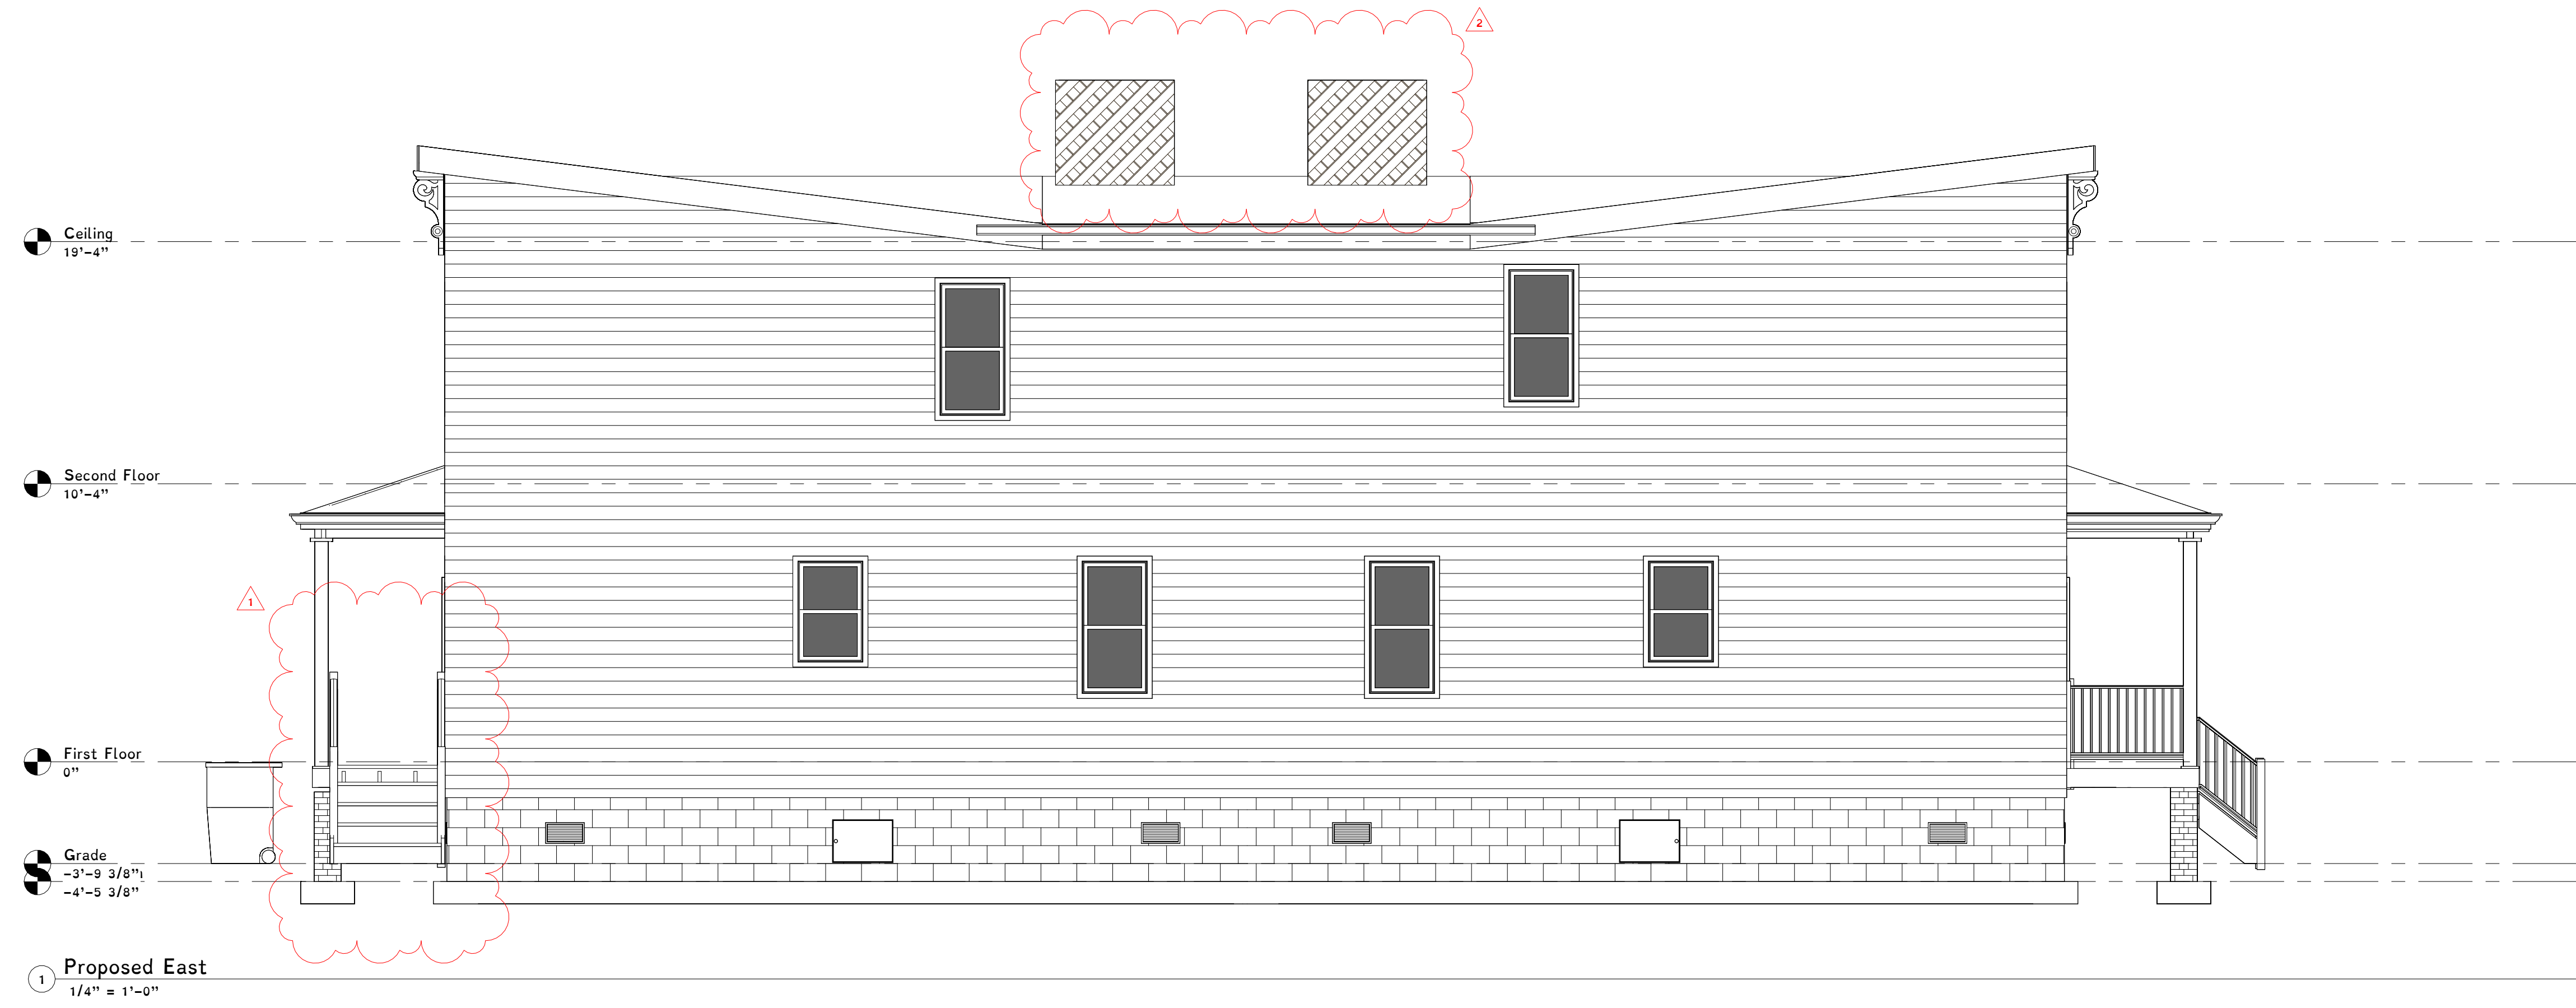 2
Ceiling
19'-4"
Second Floor
10'-4"
1
First Floor
0"
Grade
-3'-9 3/8"
-4'-5 3/8"
1
Proposed East
1/4" = 1'-0"